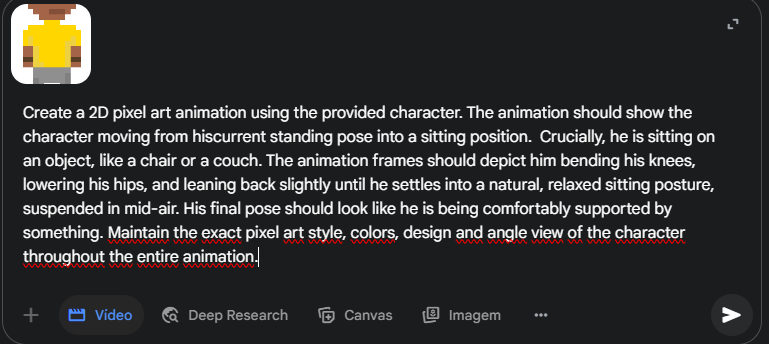 Create a 2D pixel art animation using the provided character. The animation should show the
character moving from hiscurrent standing pose into a sitting position.  Crucially, he is sitting on
an object, like a chair or a couch. The animation frames should depict him bending his knees,
lowering his hips, and leaning back slightly until he settles into a natural, relaxed sitting posture,
suspended in mid-air. His final pose should look like he is being comfortably supported by
something. Maintain the exact pixel art style, colors, design and angle view of the character
throughout the entire animation.
Vídeo Deep Research Canvas Imagem